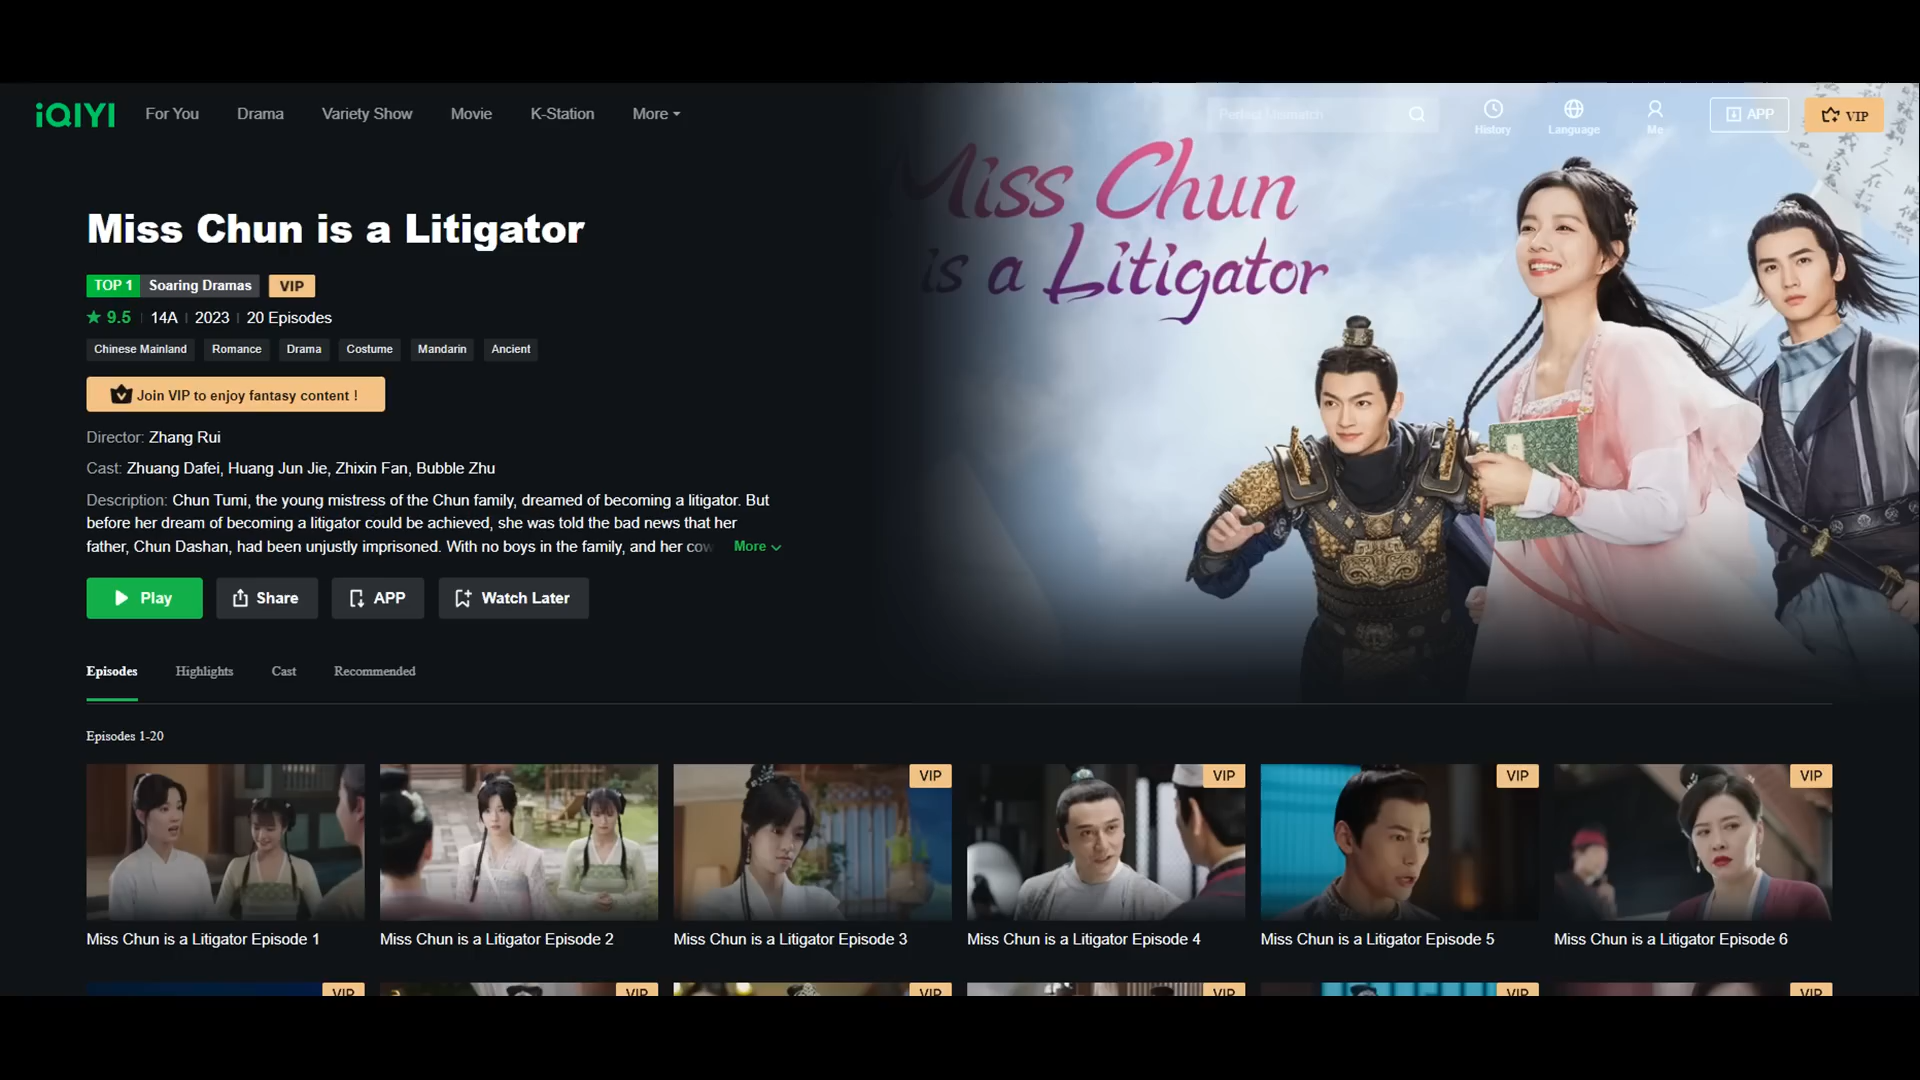 iQIYI
For You
Drama
Variety Show
Movie
K-Station
More
Perfect Mismatch
History
Language
Me
APP
VIP
Miss Chun
is a Litigator
Miss Chun is a Litigator
TOP 1 Soaring Dramas VIP
9.5 14A 2023 20 Episodes
Chinese Mainland Romance Drama Costume Mandarin Ancient
Join VIP to enjoy fantasy content !
Director: Zhang Rui
Cast: Zhuang Dafei, Huang Jun Jie, Zhixin Fan, Bubble Zhu
Description: Chun Tumi, the young mistress of the Chun family, dreamed of becoming a litigator. But
before her dream of becoming a litigator could be achieved, she was told the bad news that her
father, Chun Dashan, had been unjustly imprisoned. With no boys in the family, and her cow More
Play Share APP Watch Later
Episodes Highlights Cast Recommended
Episodes 1-20
VIP VIP VIP VIP
Miss Chun is a Litigator Episode 1
Miss Chun is a Litigator Episode 2
Miss Chun is a Litigator Episode 3
Miss Chun is a Litigator Episode 4
Miss Chun is a Litigator Episode 5
Miss Chun is a Litigator Episode 6
VIP VIP VIP VIP VIP VIP